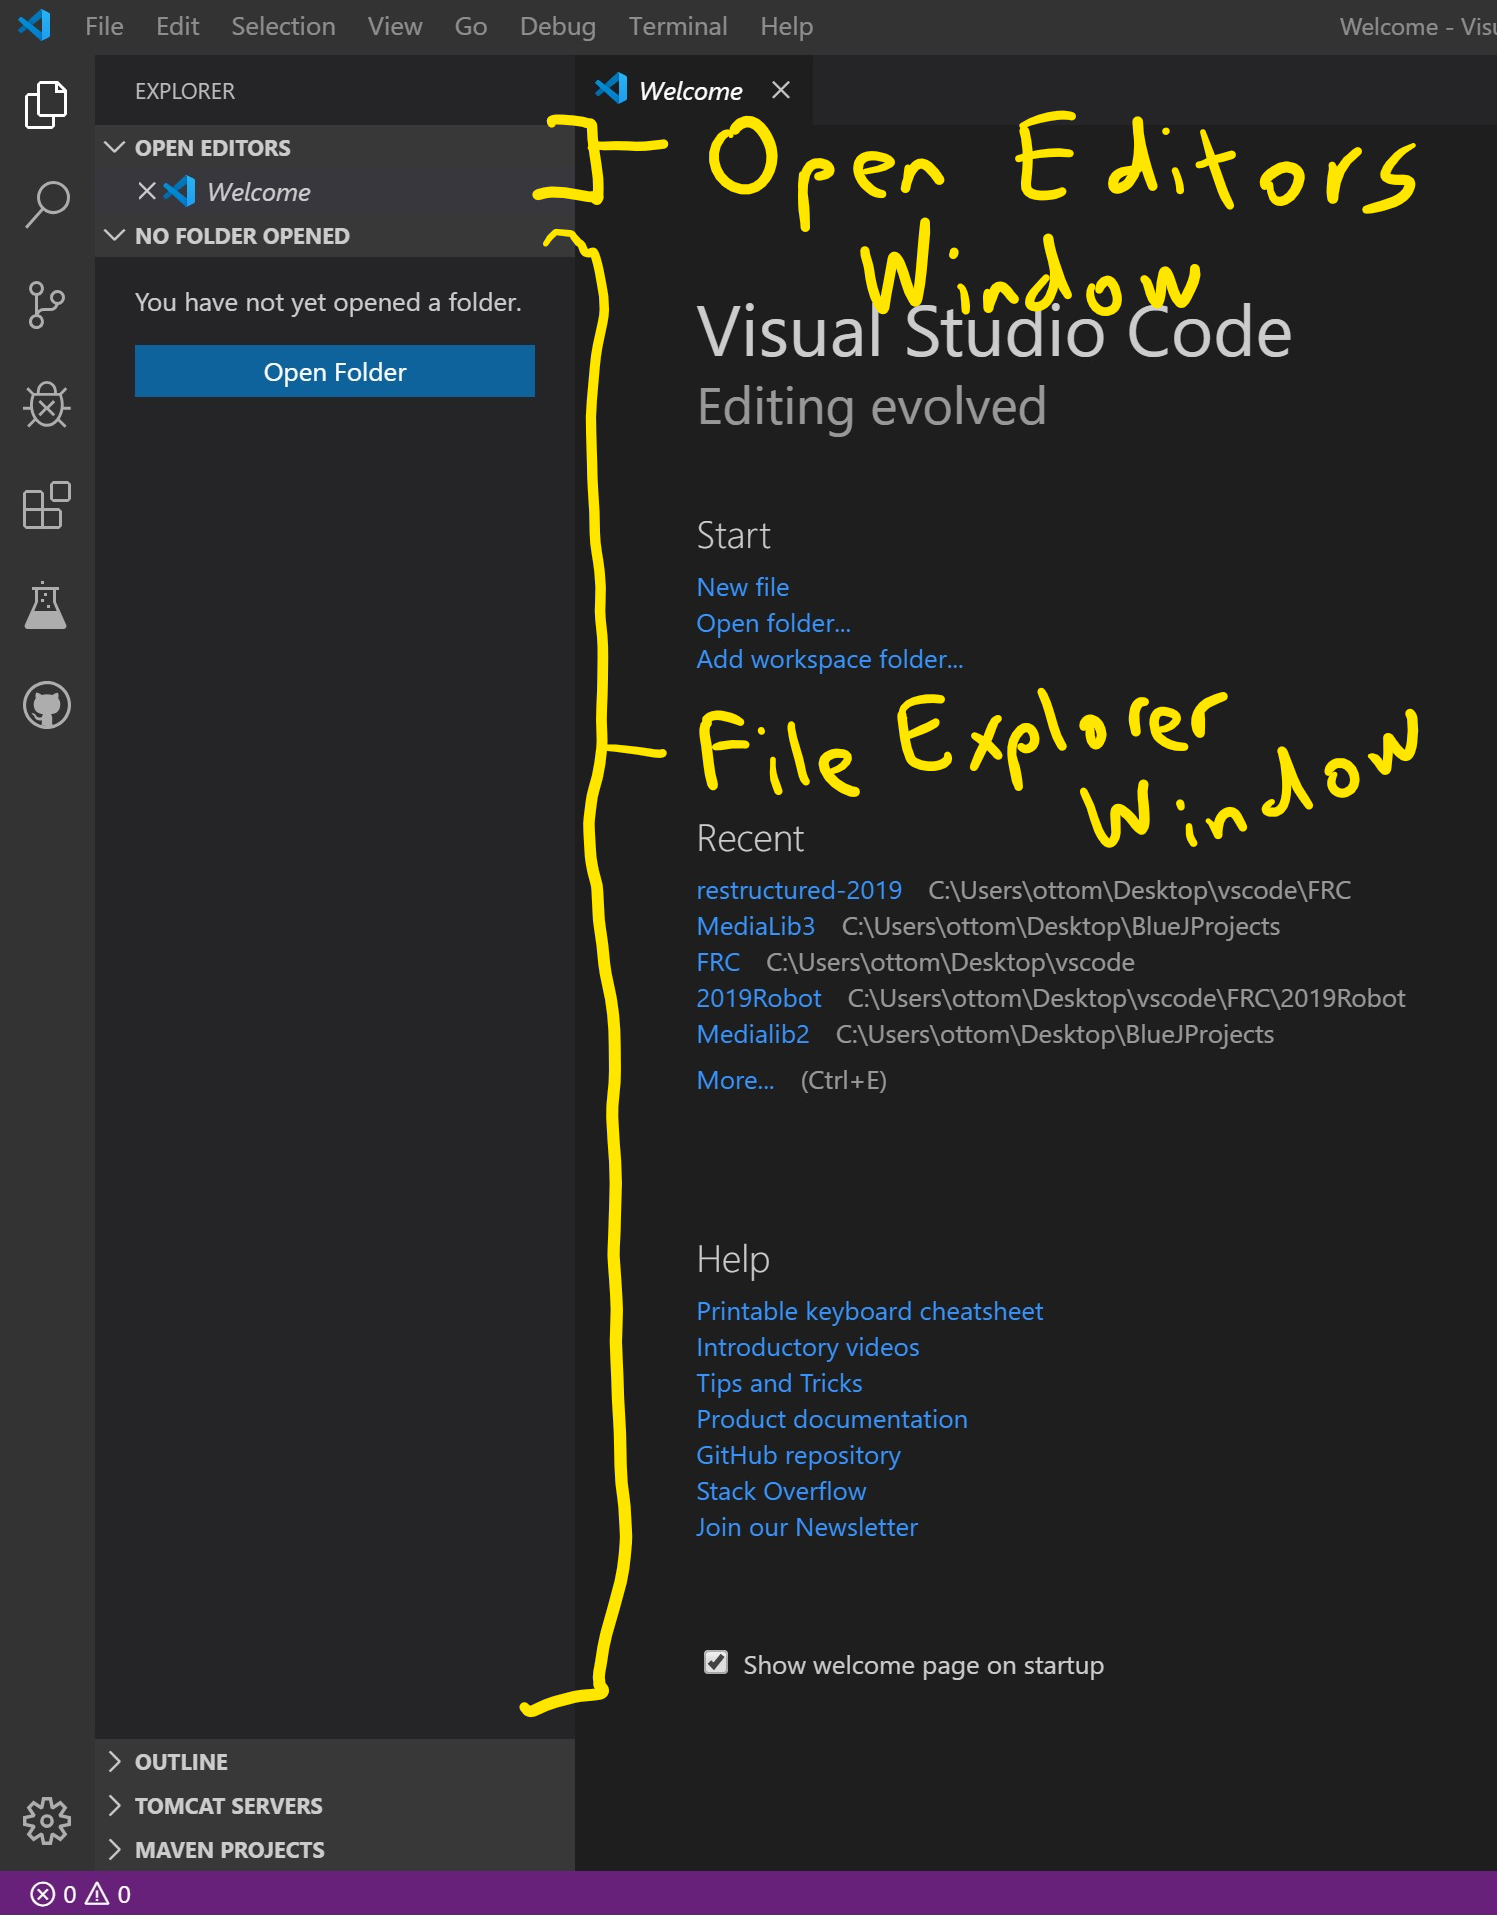 File Edit Selection View Go Debug Terminal Help Welcome - Visu
EXPLORER
OPEN EDITORS
Welcome
NO FOLDER OPENED
You have not yet opened a folder.
Open Folder
OUTLINE
TOMCAT SERVERS
MAVEN PROJECTS
0 0
Welcome
Open Editors
Window
Visual Studio Code
Editing evolved
Start
New file
Open folder...
Add workspace folder...
File Explorer
Window
Recent
restructured-2019 C:\Users\ottom\Desktop\vscode\FRC
MediaLib3 C:\Users\ottom\Desktop\BlueJProjects
FRC C:\Users\ottom\Desktop\vscode
2019Robot C:\Users\ottom\Desktop\vscode\FRC\2019Robot
Medialib2 C:\Users\ottom\Desktop\BlueJProjects
More... (Ctrl+E)
Help
Printable keyboard cheatsheet
Introductory videos
Tips and Tricks
Product documentation
GitHub repository
Stack Overflow
Join our Newsletter
Show welcome page on startup